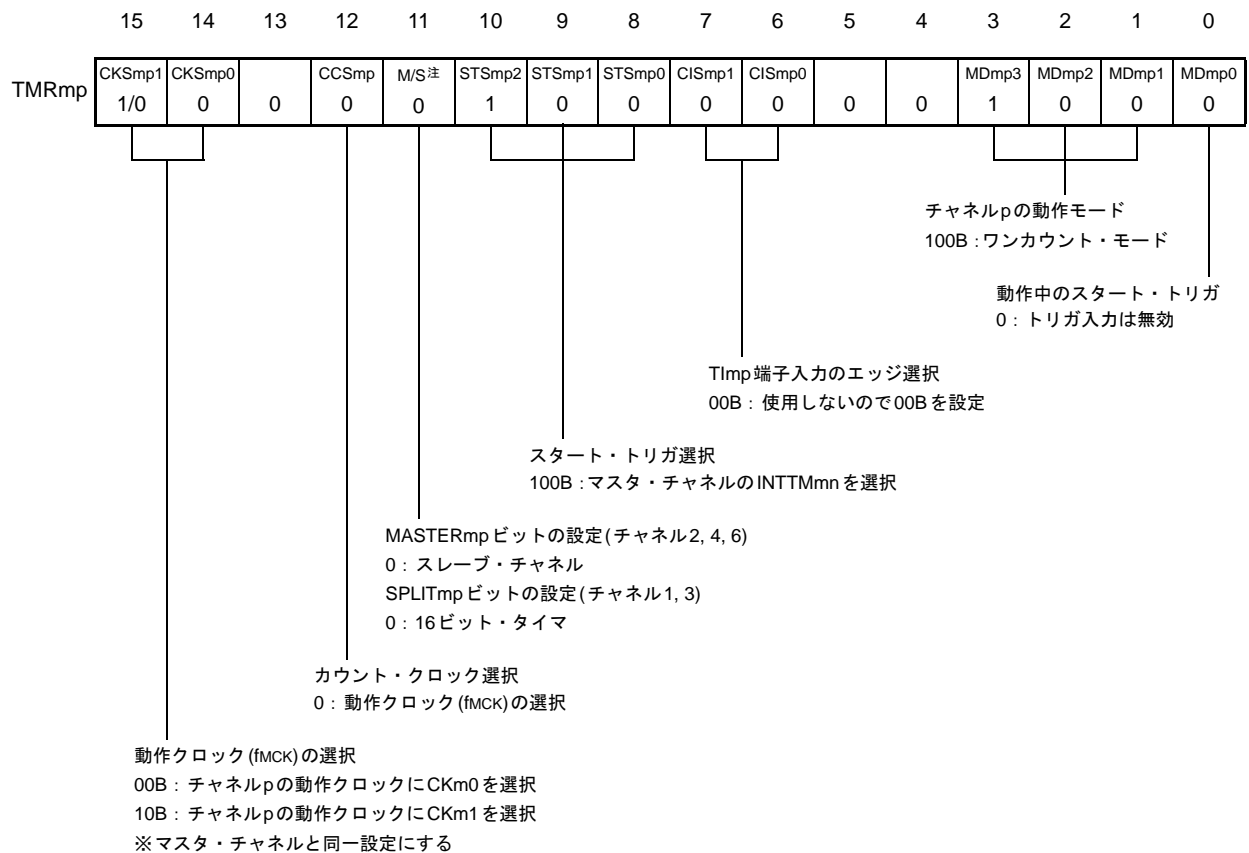 15 14 13 12 11 10 9 8 7 6 5 4 3 2 1 0
TMRmp
CKSmp1 CKSmp0 CCSmp M/S注 STSmp2 STSmp1 STSmp0 CISmp1 CISmp0 MDmp3 MDmp2 MDmp1 MDmp0
1/0 0 0 0 0 1 0 0 0 0 0 0 1 0 0 0
チャネルpの動作モード
100B：ワンカウント・モード
動作中のスタート・トリガ
0：トリガ入力は無効
TImp端子入力のエッジ選択
00B：使用しないので00Bを設定
スタート・トリガ選択
100B：マスタ・チャネルのINTTMmnを選択
MASTERmpビットの設定(チャネル2, 4, 6)
0：スレーブ・チャネル
SPLITmpビットの設定(チャネル1, 3)
0：16ビット・タイマ
カウント・クロック選択
0：動作クロック(fMCK)の選択
動作クロック(fMCK)の選択
00B：チャネルpの動作クロックにCKm0を選択
10B：チャネルpの動作クロックにCKm1を選択
※マスタ・チャネルと同一設定にする